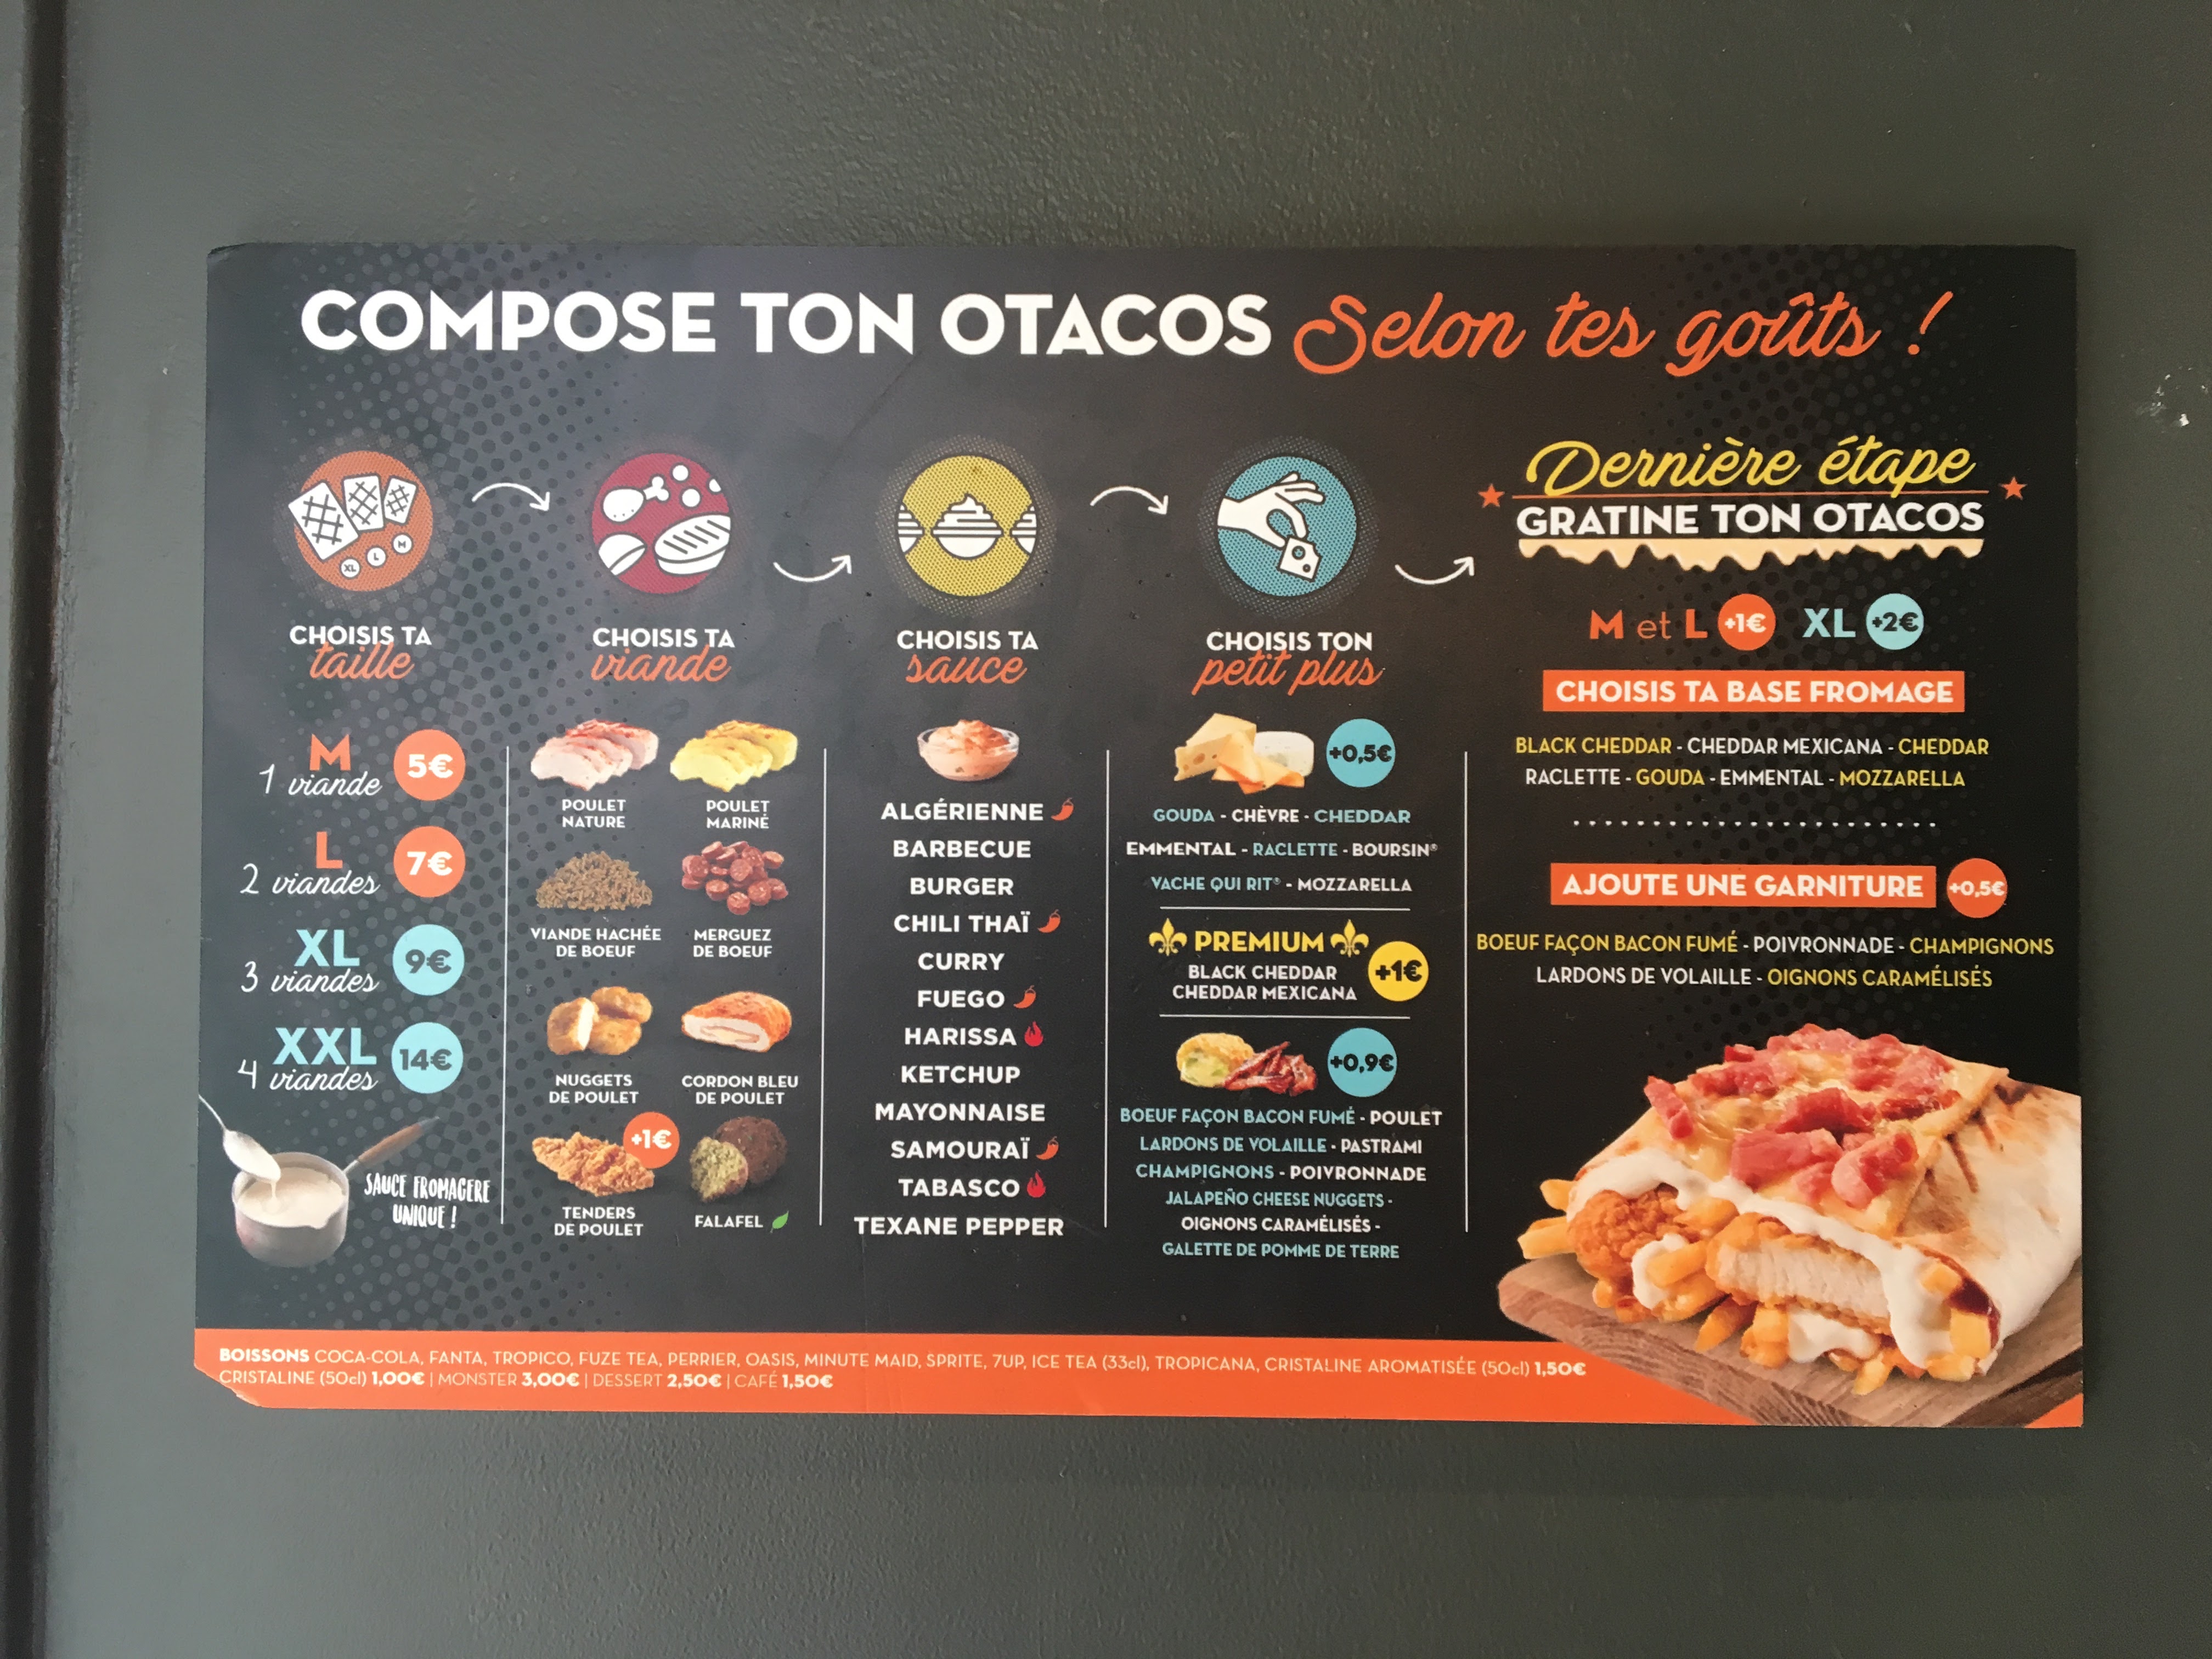 COMPOSE TON OTACOS Selon tes goûts !
XL L M
CHOISIS TA
taille
M
1 viande
5€
L
2 viandes
7€
XL
3 viandes
9€
XXL
4 viandes
14€
SAUCE FROMAGERE
UNIQUE !
CHOISIS TA
viande
POULET
NATURE
POULET
MARINÉ
VIANDE HACHÉE
DE BOEUF
MERGUEZ
DE BOEUF
NUGGETS
DE POULET
CORDON BLEU
DE POULET
+1€
TENDERS
DE POULET
FALAFEL
CHOISIS TA
sauce
ALGÉRIENNE
BARBECUE
BURGER
CHILI THAÏ
CURRY
FUEGO
HARISSA
KETCHUP
MAYONNAISE
SAMOURAÏ
TABASCO
TEXANE PEPPER
CHOISIS TON
petit plus
+0,5€
GOUDA - CHÈVRE - CHEDDAR
EMMENTAL - RACLETTE - BOURSIN®
VACHE QUI RIT® - MOZZARELLA
PREMIUM
BLACK CHEDDAR
CHEDDAR MEXICANA
+1€
+0,9€
BOEUF FAÇON BACON FUMÉ - POULET
LARDONS DE VOLAILLE - PASTRAMI
CHAMPIGNONS - POIVRONNADE
JALAPEÑO CHEESE NUGGETS -
OIGNONS CARAMÉLISÉS -
GALETTE DE POMME DE TERRE
Dernière étape
GRATINE TON OTACOS
M et L +1€ XL +2€
CHOISIS TA BASE FROMAGE
BLACK CHEDDAR - CHEDDAR MEXICANA - CHEDDAR
RACLETTE - GOUDA - EMMENTAL - MOZZARELLA
AJOUTE UNE GARNITURE +0,5€
BOEUF FAÇON BACON FUMÉ - POIVRONNADE - CHAMPIGNONS
LARDONS DE VOLAILLE - OIGNONS CARAMÉLISÉS
BOISSONS COCA-COLA, FANTA, TROPICO, FUZE TEA, PERRIER, OASIS, MINUTE MAID, SPRITE, 7UP, ICE TEA (33cl), TROPICANA, CRISTALINE AROMATISÉE (50cl) 1,50€
CRISTALINE (50cl) 1,00€ | MONSTER 3,00€ | DESSERT 2,50€ | CAFÉ 1,50€